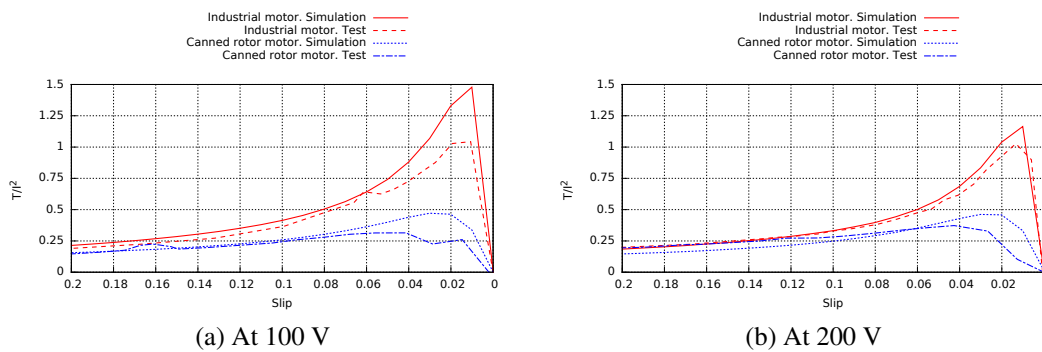 Industrial motor. Simulation
Industrial motor. Test
Canned rotor motor. Simulation
Canned rotor motor. Test
1.5
1.25
1
0.75
0.5
0.25
0
T/I²
0.2 0.18 0.16 0.14 0.12 0.1 0.08 0.06 0.04 0.02 0
Slip
(a) At 100 V
Industrial motor. Simulation
Industrial motor. Test
Canned rotor motor. Simulation
Canned rotor motor. Test
1.5
1.25
1
0.75
0.5
0.25
0
T/I²
0.2 0.18 0.16 0.14 0.12 0.1 0.08 0.06 0.04 0.02
Slip
(b) At 200 V